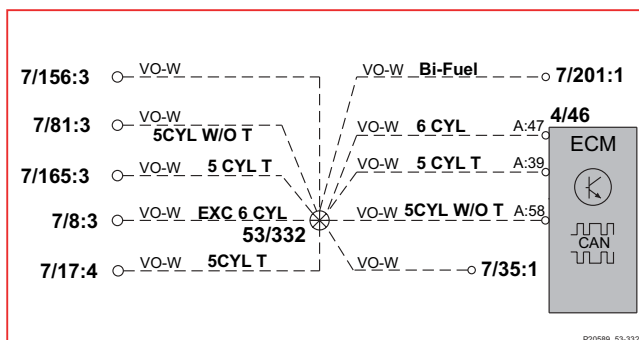 7/156:3 VO-W VO-W Bi-Fuel 7/201:1
4/46
7/81:3 VO-W 5CYL W/O T VO-W 6 CYL A:47 ECM
7/165:3 VO-W 5 CYL T VO-W 5 CYL T A:39
7/8:3 VO-W EXC 6 CYL VO-W 5CYL W/O T A:58
53/332
CAN
7/17:4 VO-W 5CYL T VO-W 7/35:1
P20589_53-332